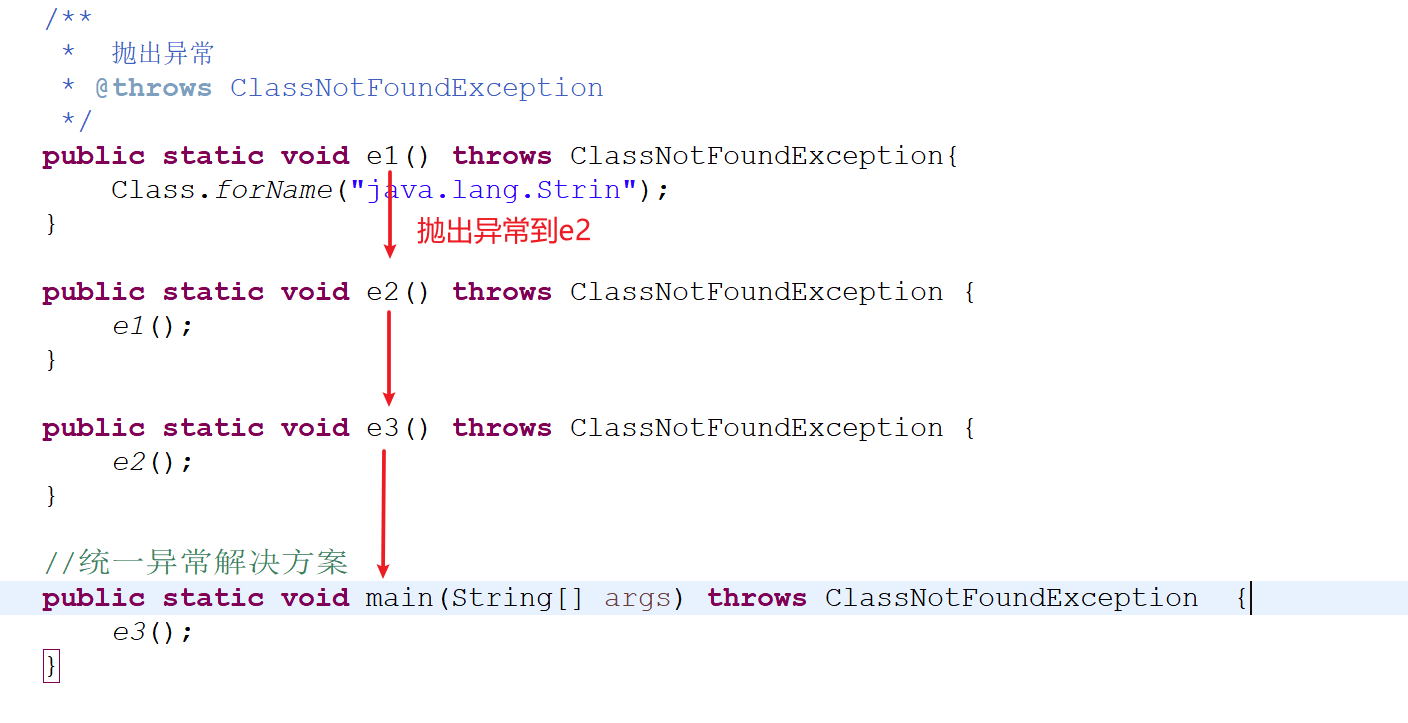 /**
 *  抛出异常
 * @throws ClassNotFoundException
 */
public static void e1() throws ClassNotFoundException{
    Class.forName("java.lang.Strin");
}
抛出异常到e2
public static void e2() throws ClassNotFoundException {
    e1();
}
public static void e3() throws ClassNotFoundException {
    e2();
}
//统一异常解决方案
public static void main(String[] args) throws ClassNotFoundException  {
    e3();
}